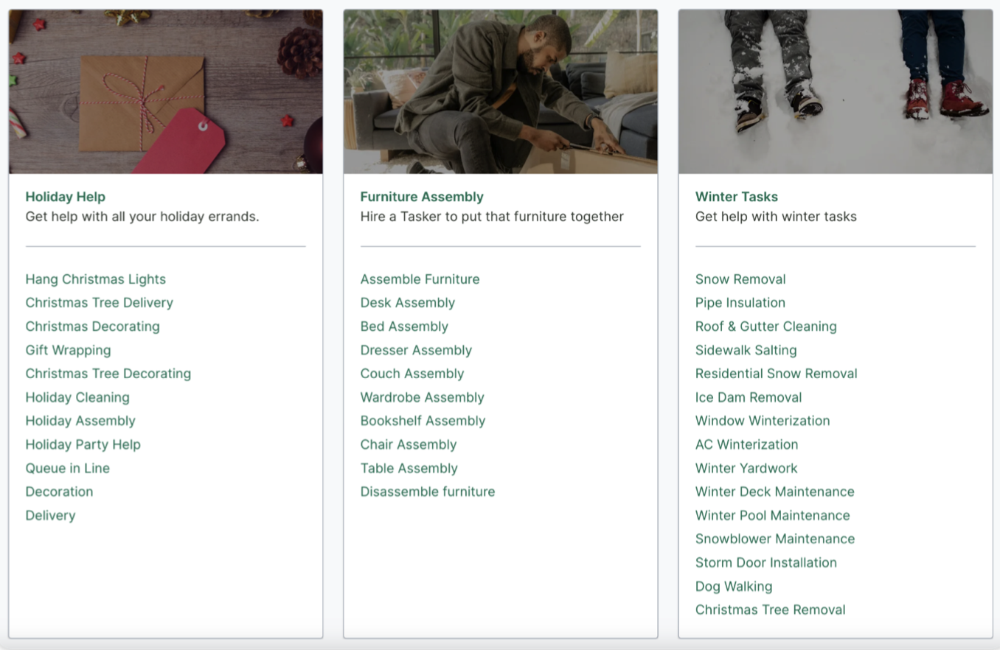 Holiday Help
Get help with all your holiday errands.
Hang Christmas Lights
Christmas Tree Delivery
Christmas Decorating
Gift Wrapping
Christmas Tree Decorating
Holiday Cleaning
Holiday Assembly
Holiday Party Help
Queue in Line
Decoration
Delivery
Furniture Assembly
Hire a Tasker to put that furniture together
Assemble Furniture
Desk Assembly
Bed Assembly
Dresser Assembly
Couch Assembly
Wardrobe Assembly
Bookshelf Assembly
Chair Assembly
Table Assembly
Disassemble furniture
Winter Tasks
Get help with winter tasks
Snow Removal
Pipe Insulation
Roof & Gutter Cleaning
Sidewalk Salting
Residential Snow Removal
Ice Dam Removal
Window Winterization
AC Winterization
Winter Yardwork
Winter Deck Maintenance
Winter Pool Maintenance
Snowblower Maintenance
Storm Door Installation
Dog Walking
Christmas Tree Removal